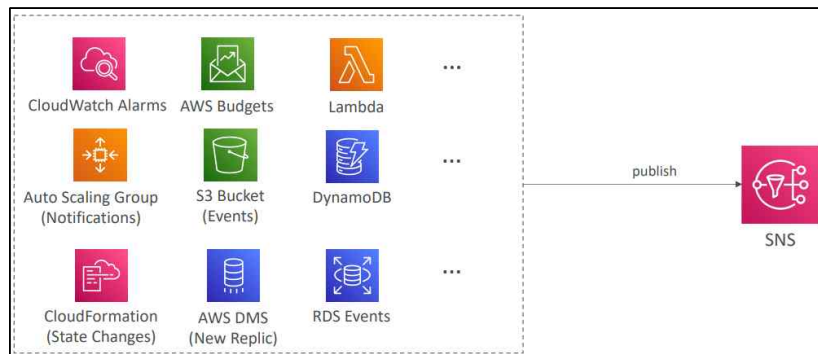 CloudWatch Alarms
AWS Budgets
Lambda
...
Auto Scaling Group
(Notifications)
S3 Bucket
(Events)
DynamoDB
...
CloudFormation
(State Changes)
AWS DMS
(New Replic)
RDS Events
...
publish
SNS